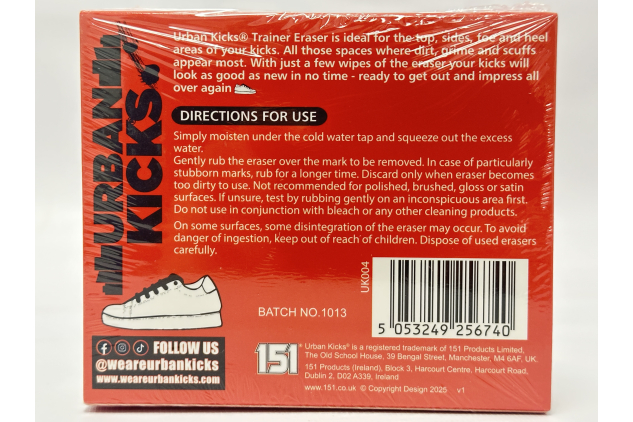 URBAN
KICKS
Urban Kicks® Trainer Eraser is ideal for the top, sides, toe and heel
areas of your kicks. All those spaces where dirt, grime and scuffs
appear most. With just a few wipes of the eraser your kicks will
look as good as new in no time - ready to get out and impress all
over again
DIRECTIONS FOR USE
Simply moisten under the cold water tap and squeeze out the excess
water.
Gently rub the eraser over the mark to be removed. In case of particularly
stubborn marks, rub for a longer time. Discard only when eraser becomes
too dirty to use. Not recommended for polished, brushed, gloss or satin
surfaces. If unsure, test by rubbing gently on an inconspicuous area first.
Do not use in conjunction with bleach or any other cleaning products.
On some surfaces, some disintegration of the eraser may occur. To avoid
danger of ingestion, keep out of reach of children. Dispose of used erasers
carefully.
UK004
BATCH NO.1013
5 053249 256740
FOLLOW US
@weareurbankicks
www.weareurbankicks.com
151®
Urban Kicks® is a registered trademark of 151 Products Limited,
The Old School House, 39 Bengal Street, Manchester, M4 6AF, UK.
151 Products (Ireland), Block 3, Harcourt Centre, Harcourt Road,
Dublin 2, D02 A339, Ireland
www.151.co.uk © Copyright Design 2025 v1